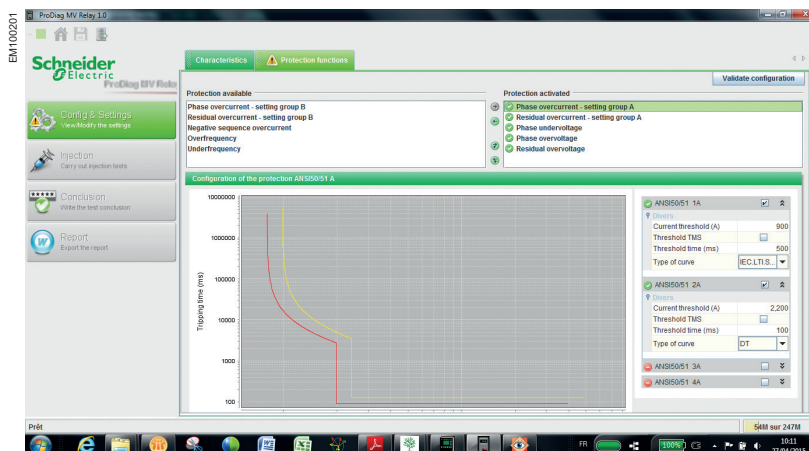 EM100201
ProDiag MV Relay 1.0
Schneider
Electric
ProDiag MV Relay
Config & Settings
View/Modify the settings
Injection
Carry out injection tests
Conclusion
Write the test conclusion
Report
Export the report
Characteristics
Protection functions
Validate configuration
Protection available
Phase overcurrent - setting group B
Residual overcurrent - setting group B
Negative sequence overcurrent
Overfrequency
Underfrequency
Protection activated
Phase overcurrent - setting group A
Residual overcurrent - setting group A
Phase undervoltage
Phase overvoltage
Residual overvoltage
Configuration of the protection ANSI50/51 A
Tripping time (ms)
10000000
1000000
100000
10000
1000
100
ANSI50/51 1A
Divers
Current threshold (A) 900
Threshold TMS
Threshold time (ms) 500
Type of curve IEC.LTI.S...
ANSI50/51 2A
Divers
Current threshold (A) 2,200
Threshold TMS
Threshold time (ms) 100
Type of curve DT
ANSI50/51 3A
ANSI50/51 4A
Prêt
54M sur 247M
FR
100%
10:11
27/04/2015